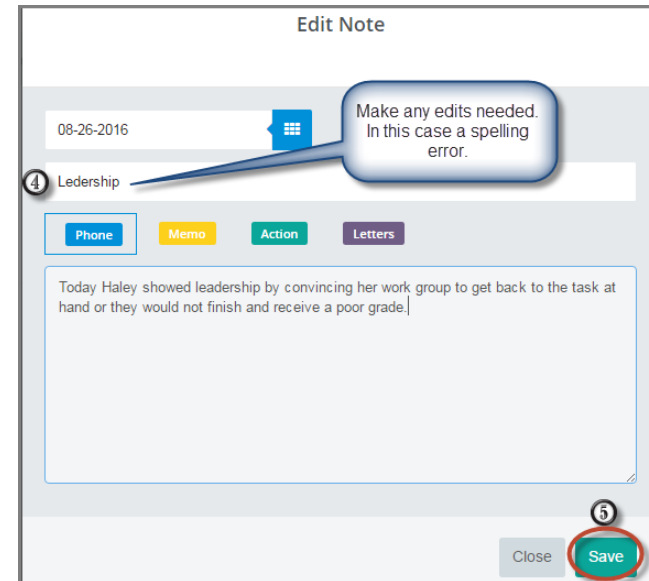 Edit Note
Make any edits needed.
In this case a spelling
error.
08-26-2016
④ Ledership
Phone Memo Action Letters
Today Haley showed leadership by convincing her work group to get back to the task at
hand or they would not finish and receive a poor grade.
⑤
Close Save